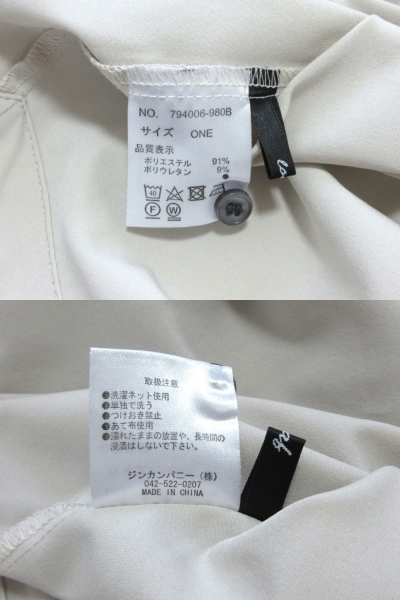 NO. 794006-980B
サイズ ONE
品質表示
ポリエステル 91%
ポリウレタン 9%
40
F W
取扱注意
●洗濯ネット使用
●単独で洗う
●つけおき禁止
●あて布使用
●濡れたままの放置や、長時間の
浸漬はしないで下さい。
ジンカンパニー(株)
042-522-0207
MADE IN CHINA